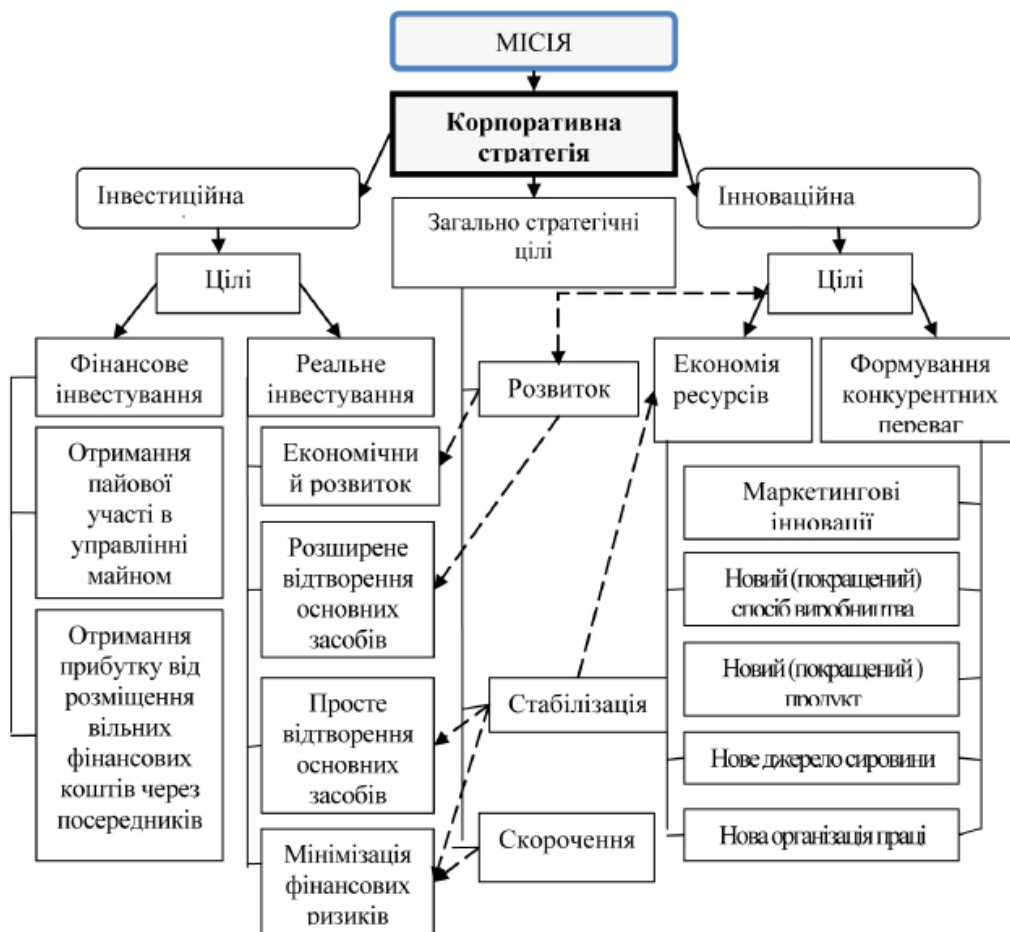 МІСІЯ
Корпоративна
стратегія
Інвестиційна
Загально стратегічні
цілі
Інноваційна
Цілі
Цілі
Фінансове
інвестування
Реальне
інвестування
Розвиток
Економія
ресурсів
Формування
конкурентних
переваг
Отримання
пайової
участі в
управлінні
майном
Економічни
й розвиток
Маркетингові
інновації
Розширене
відтворення
основних
засобів
Новий (покращений)
спосіб виробництва
Отримання
прибутку від
розміщення
вільних
фінансових
коштів через
посередників
Новий (покращений )
продукт
Просте
відтворення
основних
засобів
Стабілізація
Нове джерело сировини
Мінімізація
фінансових
ризиків
Скорочення
Нова організація праці